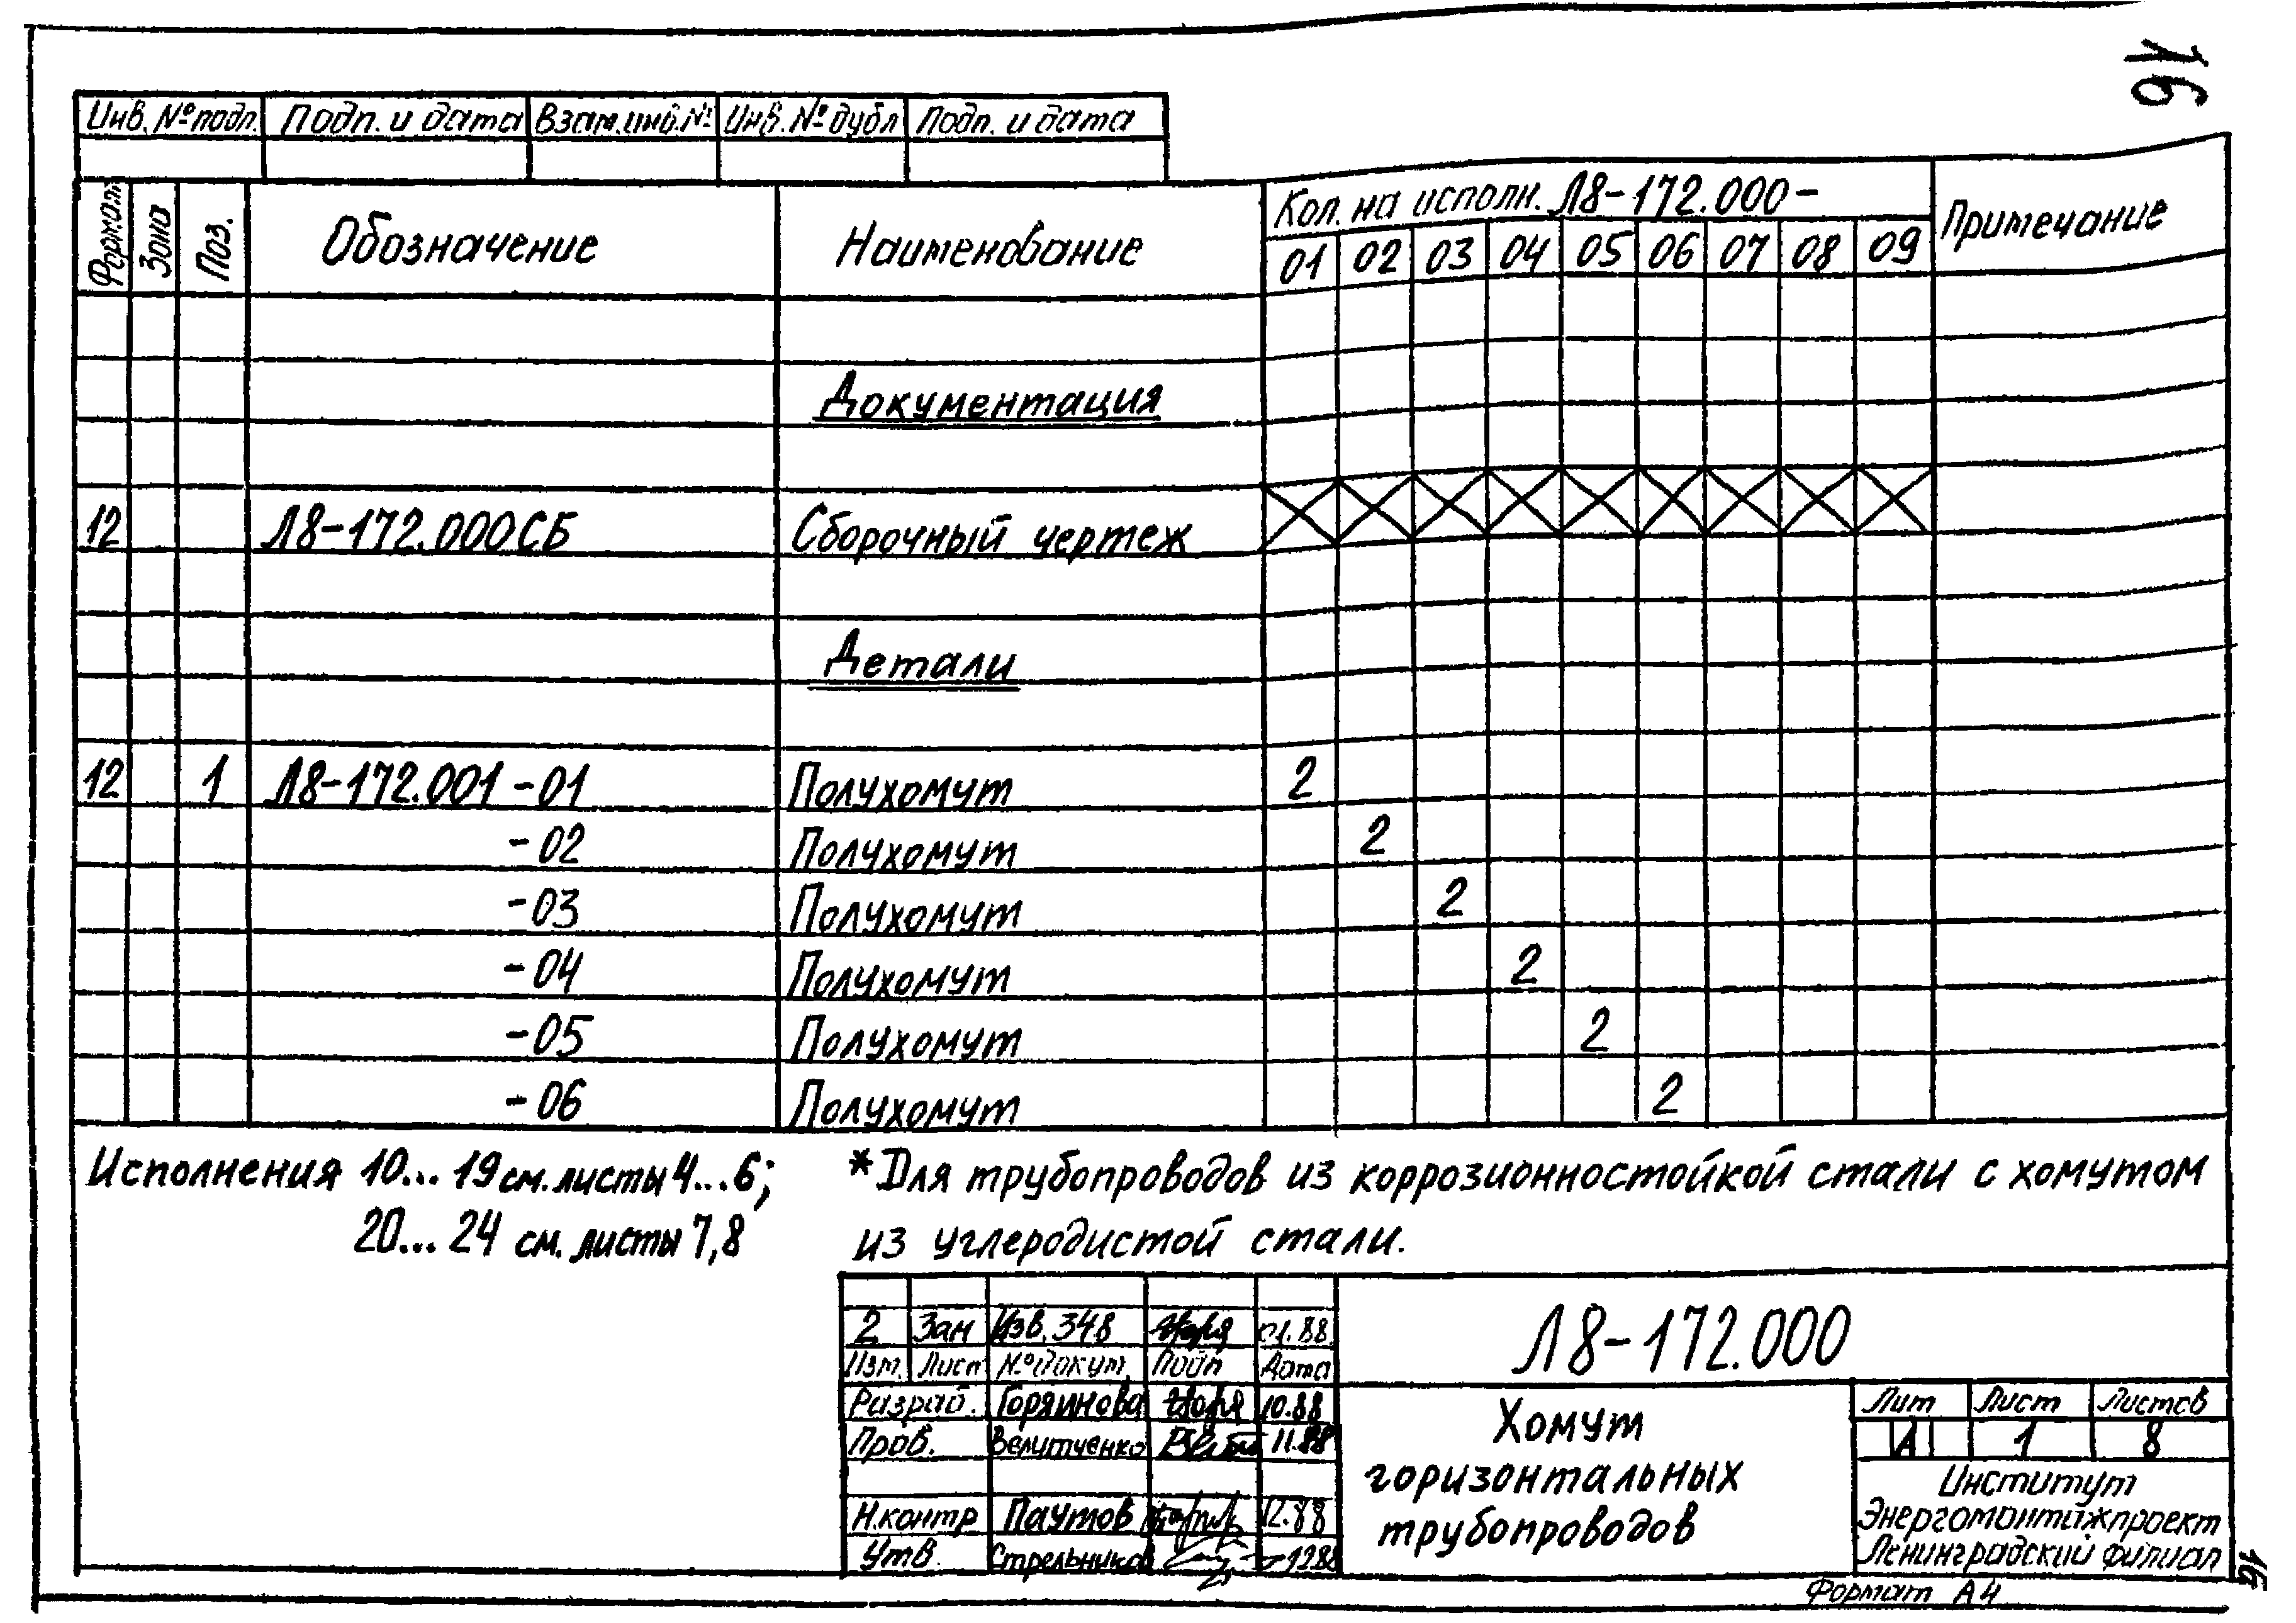 16
Инв. № подл. Подп. и дата Взам. инв. № Инв. № дубл Подп. и дата
Формат Зона Поз. Обозначение Наименование Кол. на исполн. Л8-172.000- Примечание
01 02 03 04 05 06 07 08 09
Документация
12 Л8-172.000СБ Сборочный чертеж
Детали
12 1 Л8-172.001 -01 Полухомут 2
-02 Полухомут 2
-03 Полухомут 2
-04 Полухомут 2
-05 Полухомут 2
-06 Полухомут 2
Исполнения 10... 19 см. листы 4...6;
20... 24 см. листы 7,8
*Для трубопроводов из коррозионностойкой стали с хомутом
из углеродистой стали.
2 Зам Изв. 348 01.88
Изм. Лист № докум. Подп Дата
Разраб. Горяинова 10.88
Пров. Велитченко 11.88
Н.контр Паутов 12.88
Утв. Стрельников 12.88
Л8-172.000
Хомут
горизонтальных
трубопроводов
Лит Лист Листов
А 1 8
Институт
Энергомонтажпроект
Ленинградский филиал
Формат А4
16